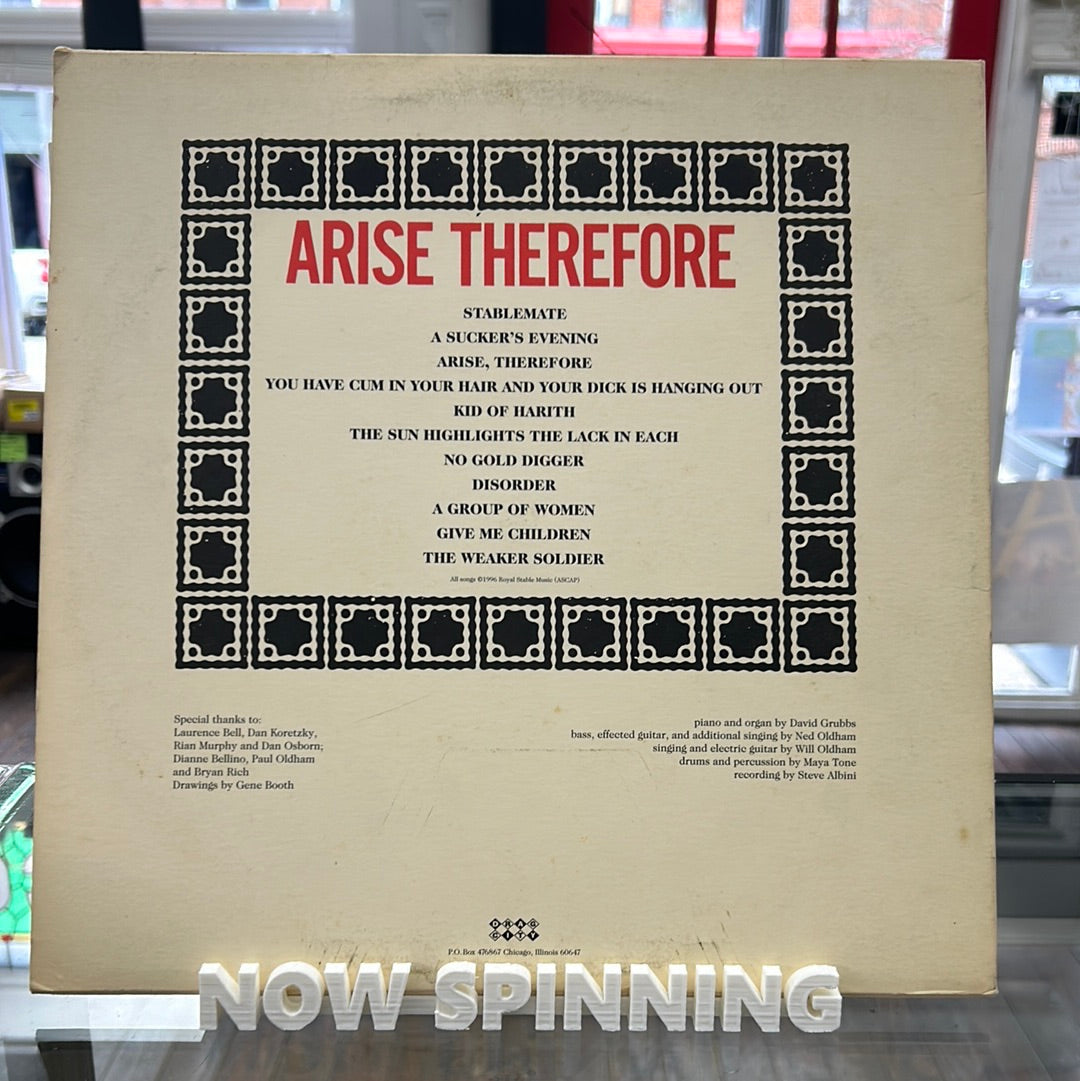 ARISE THEREFORE
STABLEMATE
A SUCKER'S EVENING
ARISE, THEREFORE
YOU HAVE CUM IN YOUR HAIR AND YOUR DICK IS HANGING OUT
KID OF HARITH
THE SUN HIGHLIGHTS THE LACK IN EACH
NO GOLD DIGGER
DISORDER
A GROUP OF WOMEN
GIVE ME CHILDREN
THE WEAKER SOLDIER
All songs ©1996 Royal Stable Music (ASCAP)
Special thanks to:
Laurence Bell, Dan Koretzky,
Rian Murphy and Dan Osborn;
Dianne Bellino, Paul Oldham
and Bryan Rich
Drawings by Gene Booth
piano and organ by David Grubbs
bass, effected guitar, and additional singing by Ned Oldham
singing and electric guitar by Will Oldham
drums and percussion by Maya Tone
recording by Steve Albini
DRAG
CITY
P.O. Box 476867 Chicago, Illinois 60647
NOW SPINNING